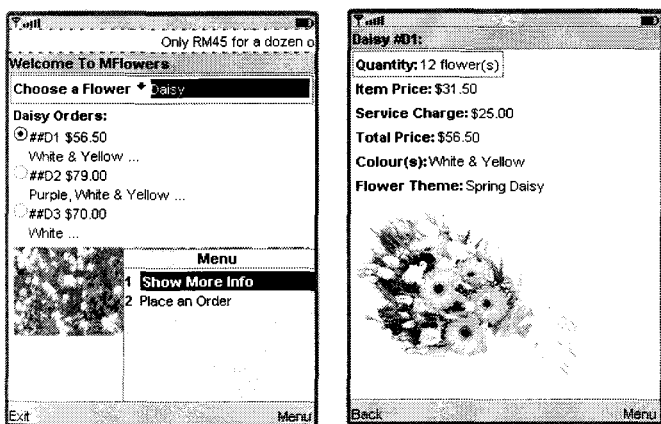 Only RM45 for a dozen o
Welcome To MFlowers
Choose a Flower Daisy
Daisy Orders:
##D1 $56.50
White & Yellow ...
##D2 $79.00
Purple, White & Yellow ...
##D3 $70.00
White ...
Menu
1 Show More Info
2 Place an Order
Exit Menu
Daisy #D1:
Quantity: 12 flower(s)
Item Price: $31.50
Service Charge: $25.00
Total Price: $56.50
Colour(s): White & Yellow
Flower Theme: Spring Daisy
Back Menu